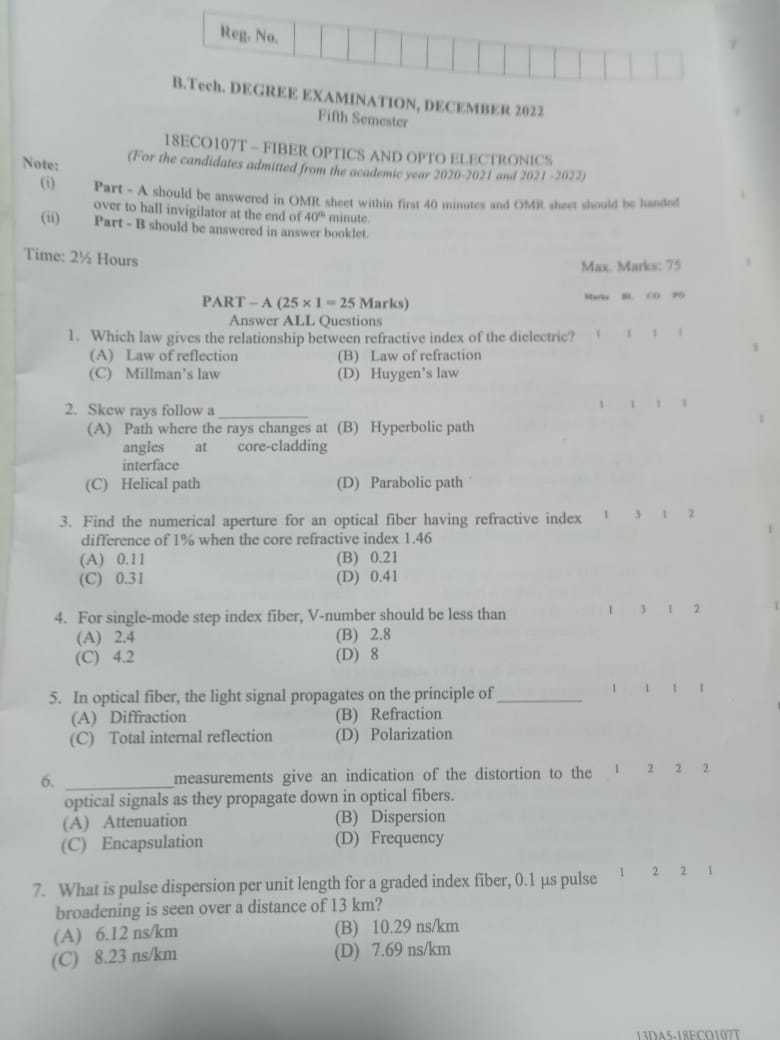 Reg. No.
B.Tech. DEGREE EXAMINATION, DECEMBER 2022
Fifth Semester
18ECO107T – FIBER OPTICS AND OPTO ELECTRONICS
(For the candidates admitted from the academic year 2020-2021 and 2021 -2022)
Note:
(i) Part - A should be answered in OMR sheet within first 40 minutes and OMR sheet should be handed
over to hall invigilator at the end of 40th minute.
(ii) Part - B should be answered in answer booklet.
Time: 2½ Hours Max. Marks: 75
PART – A (25 × 1 = 25 Marks) Marks BL CO PO
Answer ALL Questions
1. Which law gives the relationship between refractive index of the dielectric? 1 1 1 1
(A) Law of reflection (B) Law of refraction
(C) Millman's law (D) Huygen's law
2. Skew rays follow a __________ 1 1 1 1
(A) Path where the rays changes at (B) Hyperbolic path
angles at core-cladding
interface
(C) Helical path (D) Parabolic path
3. Find the numerical aperture for an optical fiber having refractive index 1 3 1 2
difference of 1% when the core refractive index 1.46
(A) 0.11 (B) 0.21
(C) 0.31 (D) 0.41
4. For single-mode step index fiber, V-number should be less than 1 3 1 2
(A) 2.4 (B) 2.8
(C) 4.2 (D) 8
5. In optical fiber, the light signal propagates on the principle of __________ 1 1 1 1
(A) Diffraction (B) Refraction
(C) Total internal reflection (D) Polarization
6. __________measurements give an indication of the distortion to the 1 2 2 2
optical signals as they propagate down in optical fibers.
(A) Attenuation (B) Dispersion
(C) Encapsulation (D) Frequency
7. What is pulse dispersion per unit length for a graded index fiber, 0.1 μs pulse 1 2 2 1
broadening is seen over a distance of 13 km?
(A) 6.12 ns/km (B) 10.29 ns/km
(C) 8.23 ns/km (D) 7.69 ns/km
13DA5-18ECO107T